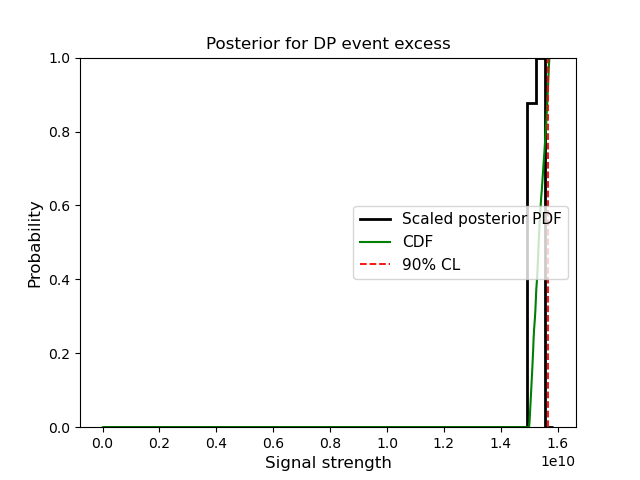 Posterior for DP event excess
Probability
1.0
0.8
0.6
0.4
0.2
0.0
Scaled posterior PDF
CDF
90% CL
0.0 0.2 0.4 0.6 0.8 1.0 1.2 1.4 1.6
1e10
Signal strength